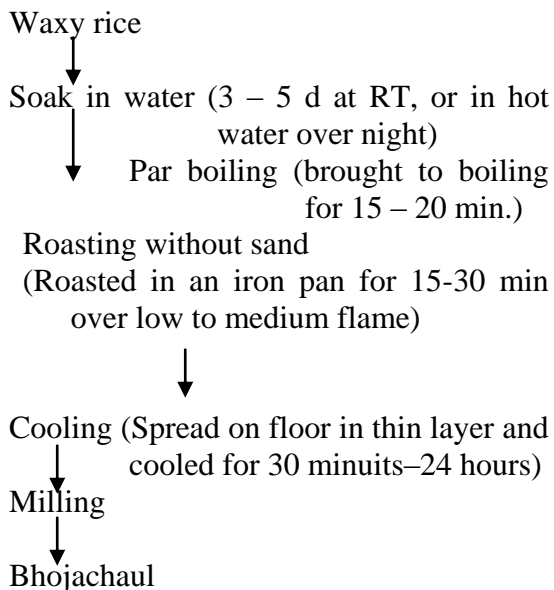 Waxy rice
Soak in water (3 – 5 d at RT, or in hot
water over night)
Par boiling (brought to boiling
for 15 – 20 min.)
Roasting without sand
(Roasted in an iron pan for 15-30 min
over low to medium flame)
Cooling (Spread on floor in thin layer and
cooled for 30 minuits–24 hours)
Milling
Bhojachaul